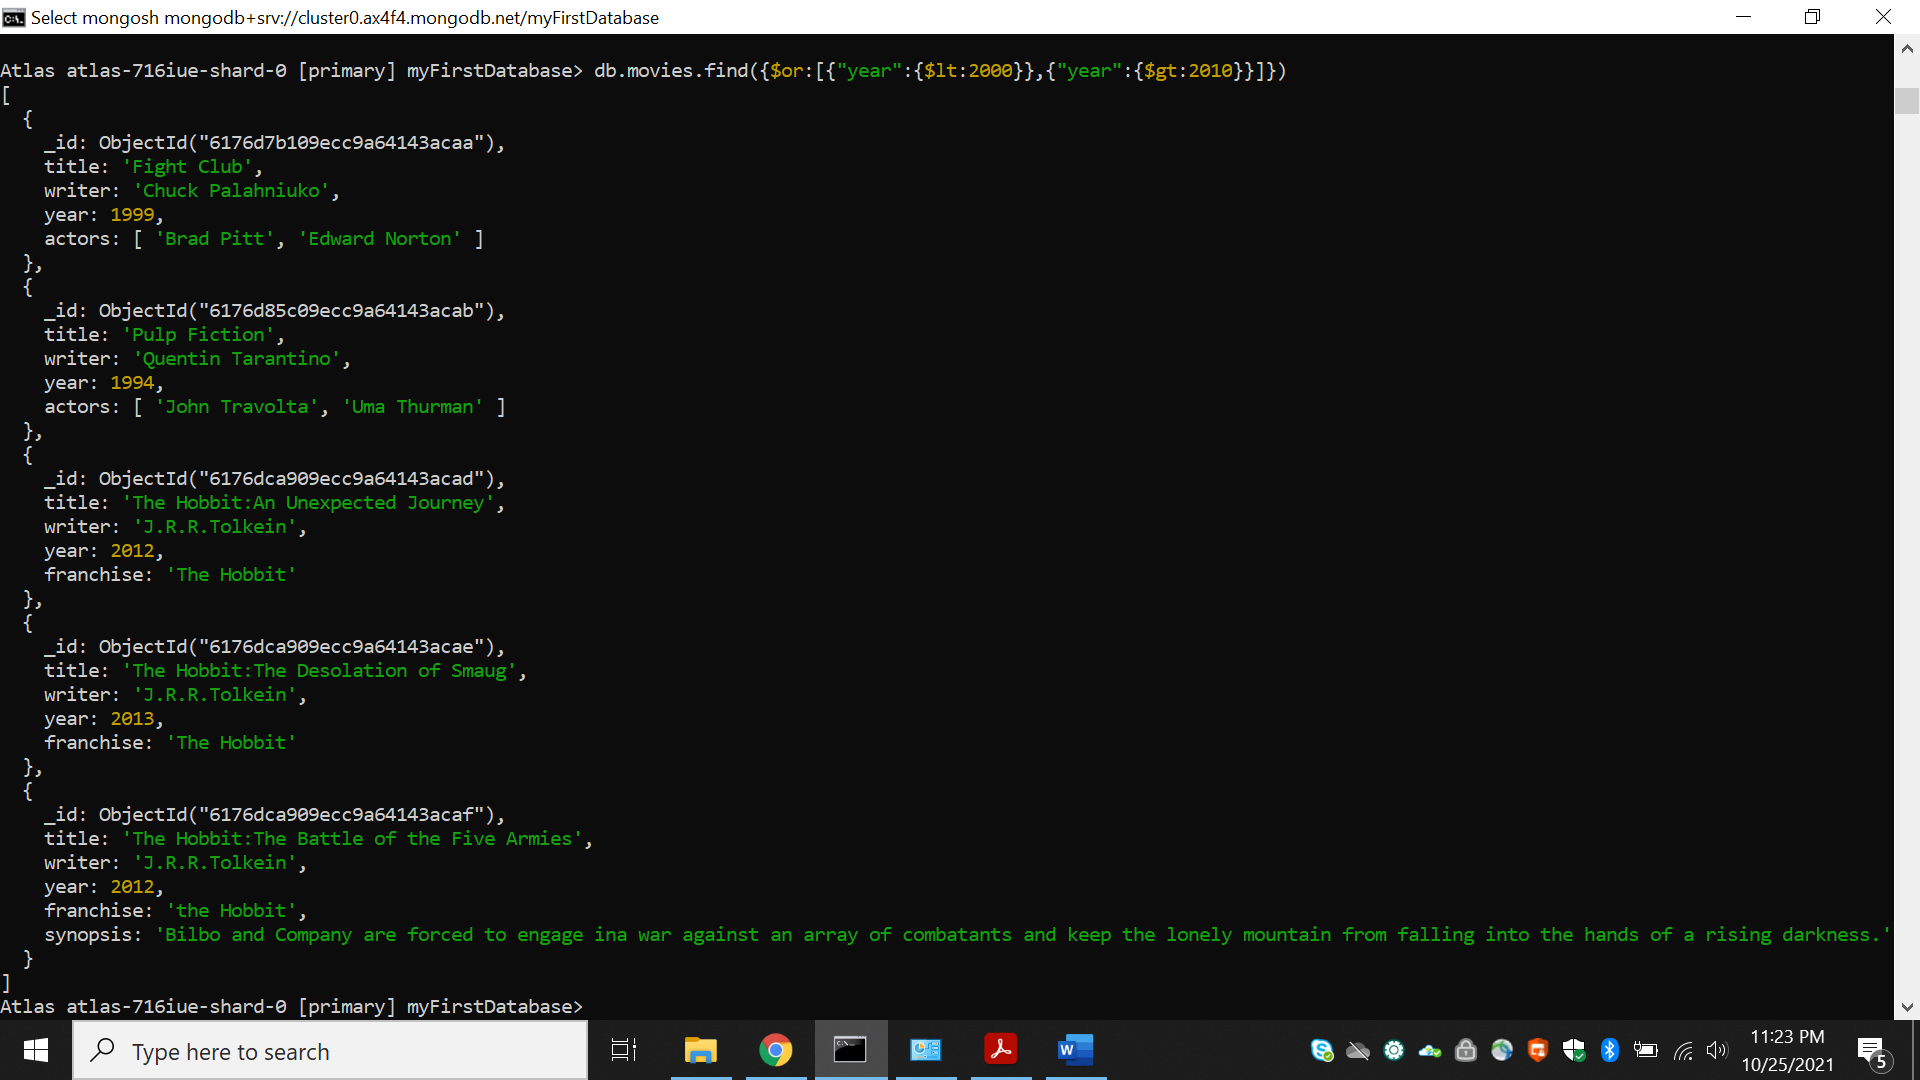 Select mongosh mongodb+srv://cluster0.ax4f4.mongodb.net/myFirstDatabase
Atlas atlas-716iue-shard-0 [primary] myFirstDatabase> db.movies.find({$or:[{"year":{$lt:2000}},{"year":{$gt:2010}}]})
[
  {
    _id: ObjectId("6176d7b109ecc9a64143acaa"),
    title: 'Fight Club',
    writer: 'Chuck Palahniuko',
    year: 1999,
    actors: [ 'Brad Pitt', 'Edward Norton' ]
  },
  {
    _id: ObjectId("6176d85c09ecc9a64143acab"),
    title: 'Pulp Fiction',
    writer: 'Quentin Tarantino',
    year: 1994,
    actors: [ 'John Travolta', 'Uma Thurman' ]
  },
  {
    _id: ObjectId("6176dca909ecc9a64143acad"),
    title: 'The Hobbit:An Unexpected Journey',
    writer: 'J.R.R.Tolkein',
    year: 2012,
    franchise: 'The Hobbit'
  },
  {
    _id: ObjectId("6176dca909ecc9a64143acae"),
    title: 'The Hobbit:The Desolation of Smaug',
    writer: 'J.R.R.Tolkein',
    year: 2013,
    franchise: 'The Hobbit'
  },
  {
    _id: ObjectId("6176dca909ecc9a64143acaf"),
    title: 'The Hobbit:The Battle of the Five Armies',
    writer: 'J.R.R.Tolkein',
    year: 2012,
    franchise: 'the Hobbit',
    synopsis: 'Bilbo and Company are forced to engage ina war against an array of combatants and keep the lonely mountain from falling into the hands of a rising darkness.'
  }
]
Atlas atlas-716iue-shard-0 [primary] myFirstDatabase>
Type here to search
11:23 PM
10/25/2021
5